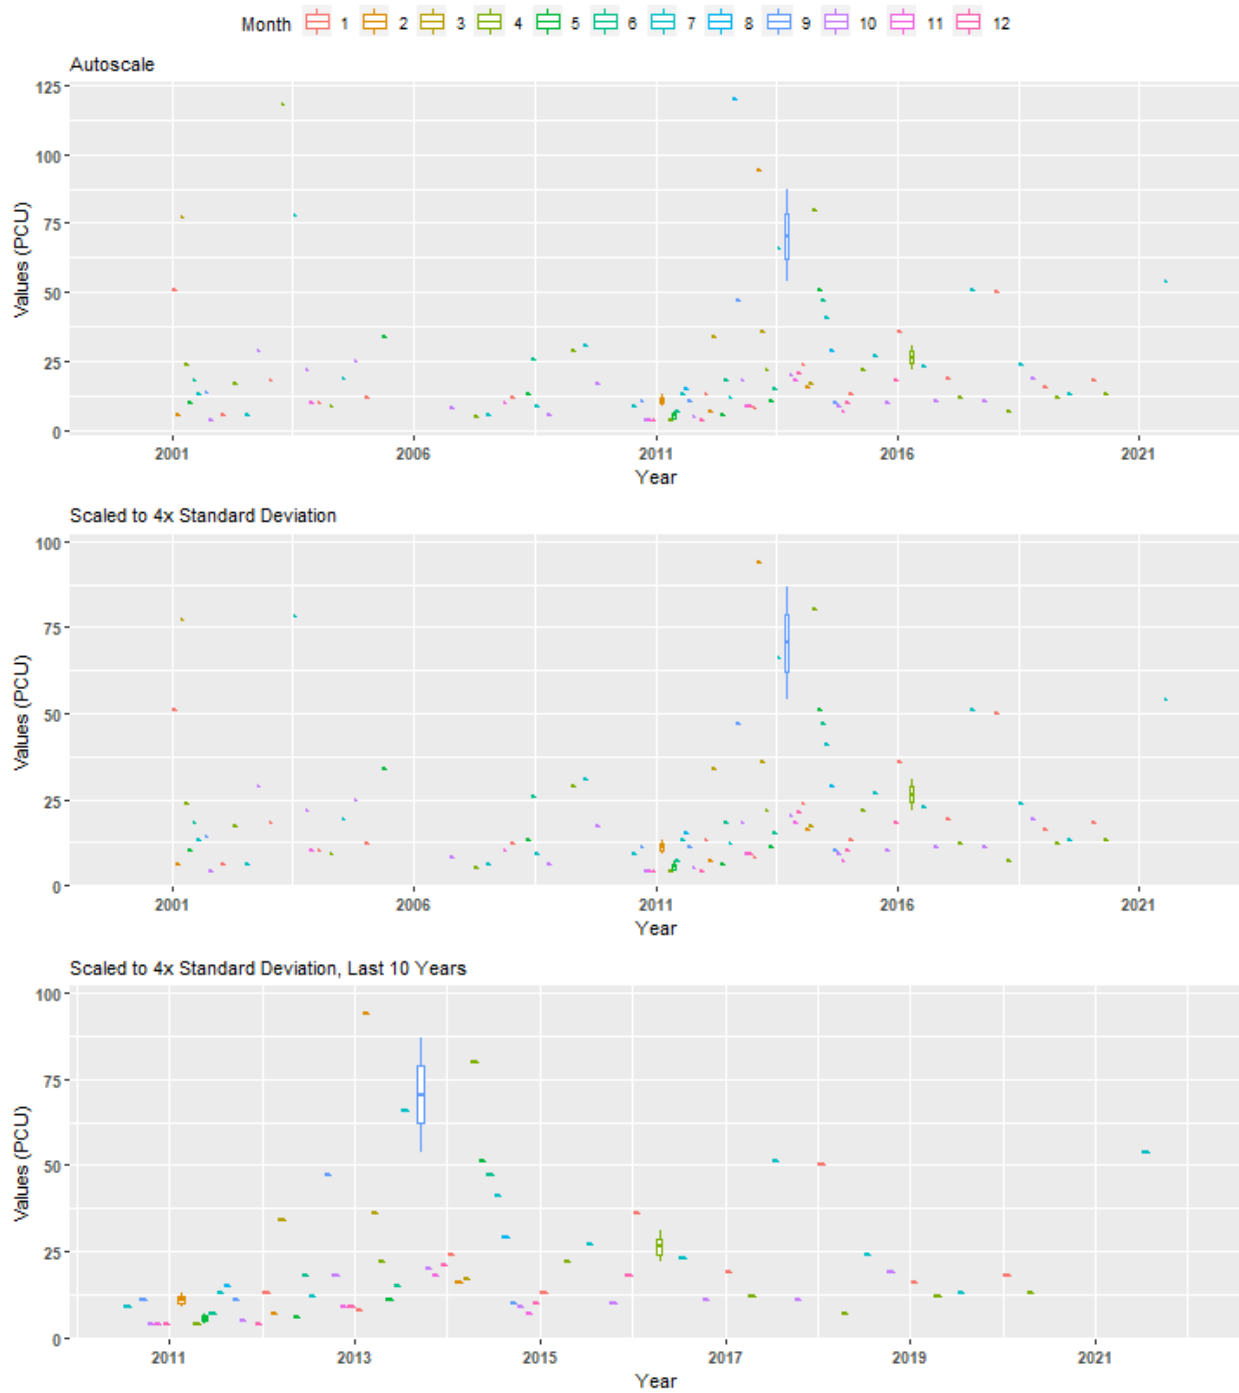 Month 1 2 3 4 5 6 7 8 9 10 11 12
Autoscale
125
100
75
50
25
0
Values (PCU)
2001 2006 2011 2016 2021
Year
Scaled to 4x Standard Deviation
100
75
50
25
0
Values (PCU)
2001 2006 2011 2016 2021
Year
Scaled to 4x Standard Deviation, Last 10 Years
100
75
50
25
0
Values (PCU)
2011 2013 2015 2017 2019 2021
Year